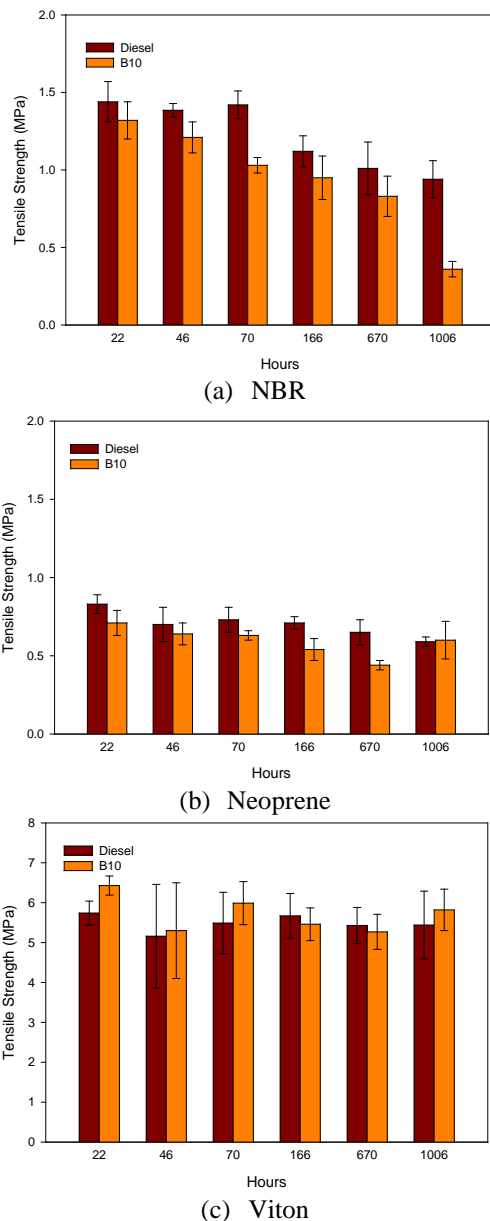 2.0
Diesel
B10
1.5
1.0
0.5
0.0
Tensile Strength (MPa)
22 46 70 166 670 1006
Hours
(a) NBR
2.0
Diesel
B10
1.5
1.0
0.5
0.0
Tensile Strength (MPa)
22 46 70 166 670 1006
Hours
(b) Neoprene
8
Diesel
B10
7
6
5
4
3
2
1
0
Tensile Strength (MPa)
22 46 70 166 670 1006
Hours
(c) Viton